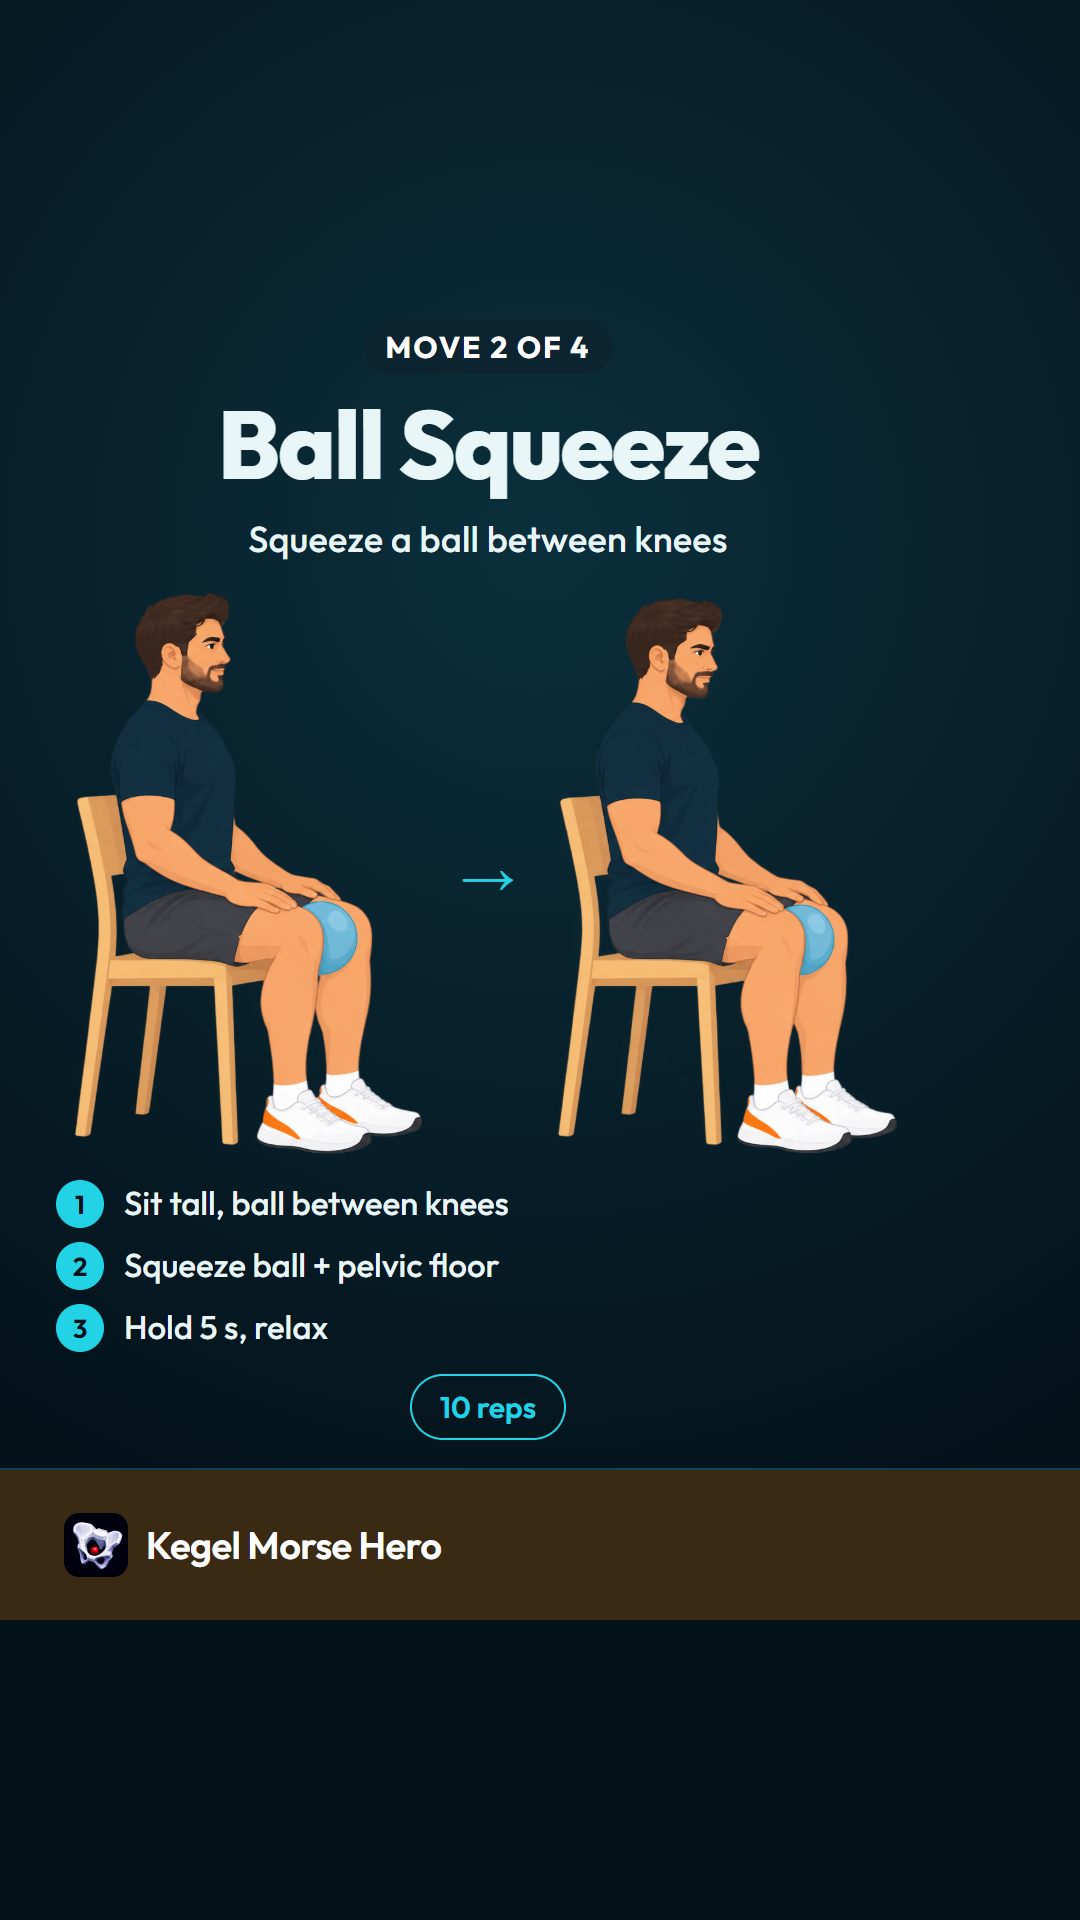 MOVE 2 OF 4
Ball Squeeze
Squeeze a ball between knees
→
1 Sit tall, ball between knees
2 Squeeze ball + pelvic floor
3 Hold 5 s, relax
10 reps
Kegel Morse Hero